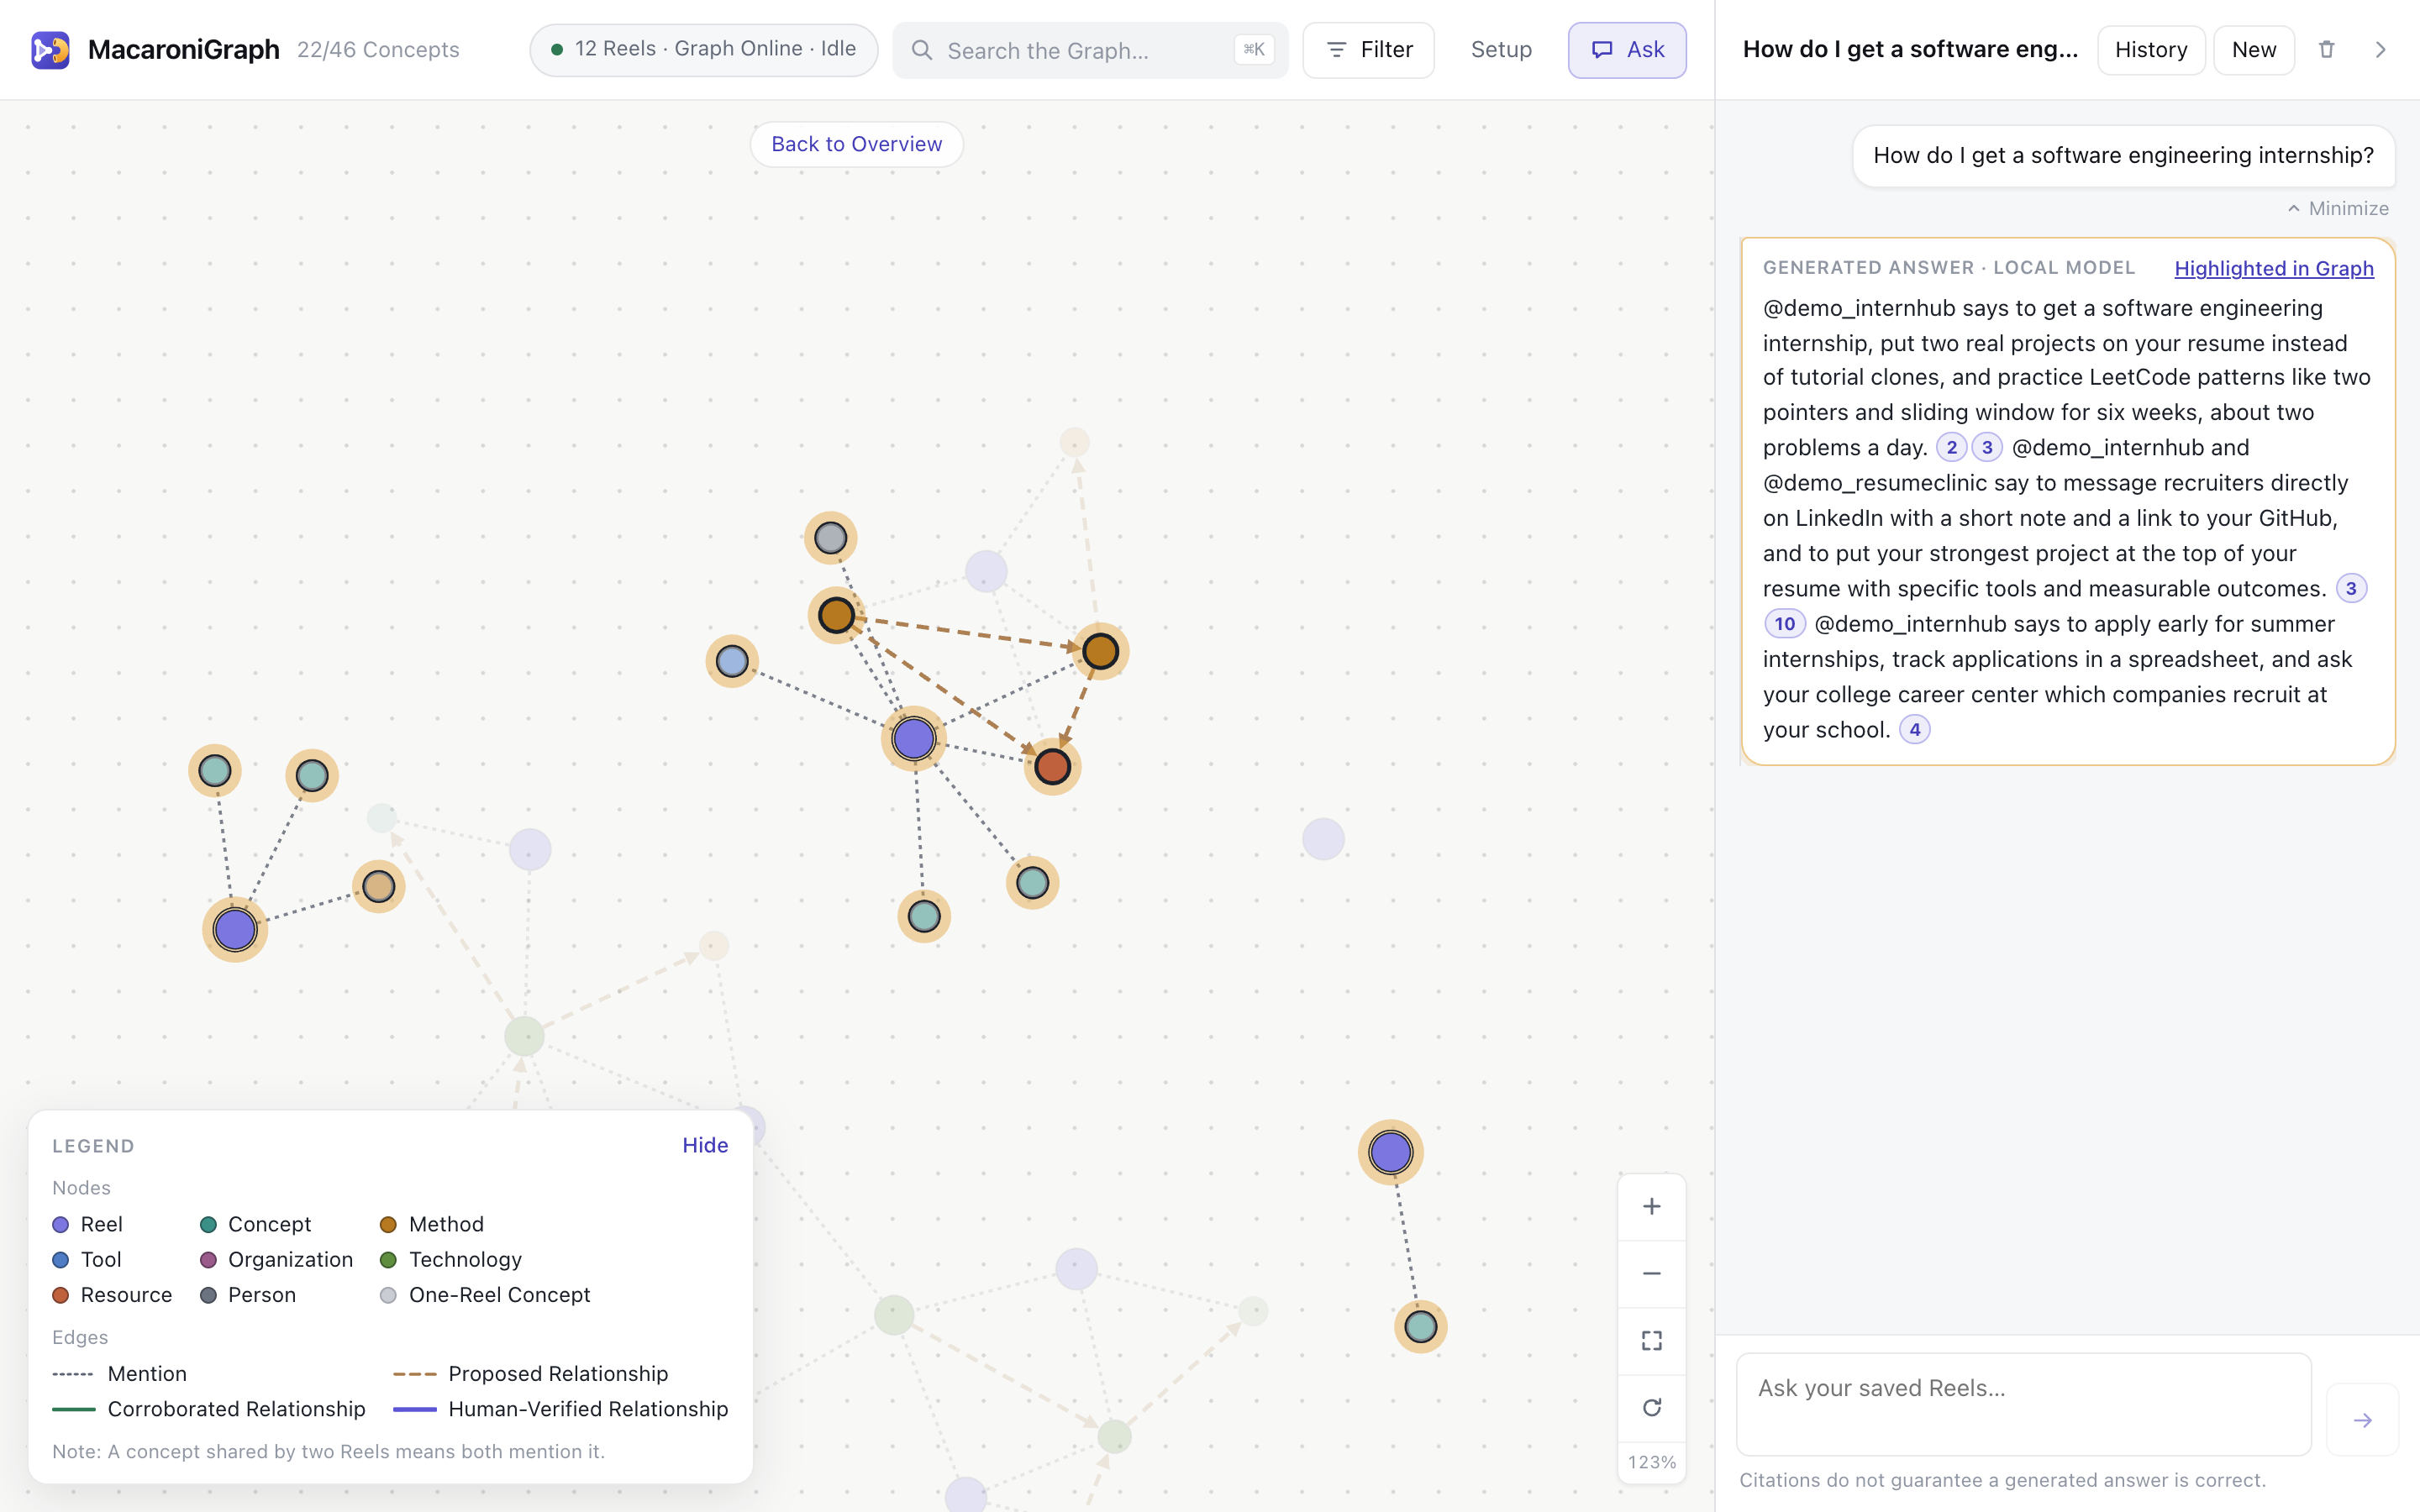 MacaroniGraph
22/46 Concepts
12 Reels · Graph Online · Idle
Search the Graph...
⌘K
Filter
Setup
Ask
How do I get a software eng...
History
New
Back to Overview
How do I get a software engineering internship?
Minimize
GENERATED ANSWER · LOCAL MODEL
Highlighted in Graph
@demo_internhub says to get a software engineering
internship, put two real projects on your resume instead
of tutorial clones, and practice LeetCode patterns like two
pointers and sliding window for six weeks, about two
problems a day. 2 3 @demo_internhub and
@demo_resumeclinic say to message recruiters directly
on LinkedIn with a short note and a link to your GitHub,
and to put your strongest project at the top of your
resume with specific tools and measurable outcomes. 3
10 @demo_internhub says to apply early for summer
internships, track applications in a spreadsheet, and ask
your college career center which companies recruit at
your school. 4
LEGEND
Hide
Nodes
Reel
Concept
Method
Tool
Organization
Technology
Resource
Person
One-Reel Concept
Edges
Mention
Proposed Relationship
Corroborated Relationship
Human-Verified Relationship
Note: A concept shared by two Reels means both mention it.
123%
Ask your saved Reels...
Citations do not guarantee a generated answer is correct.